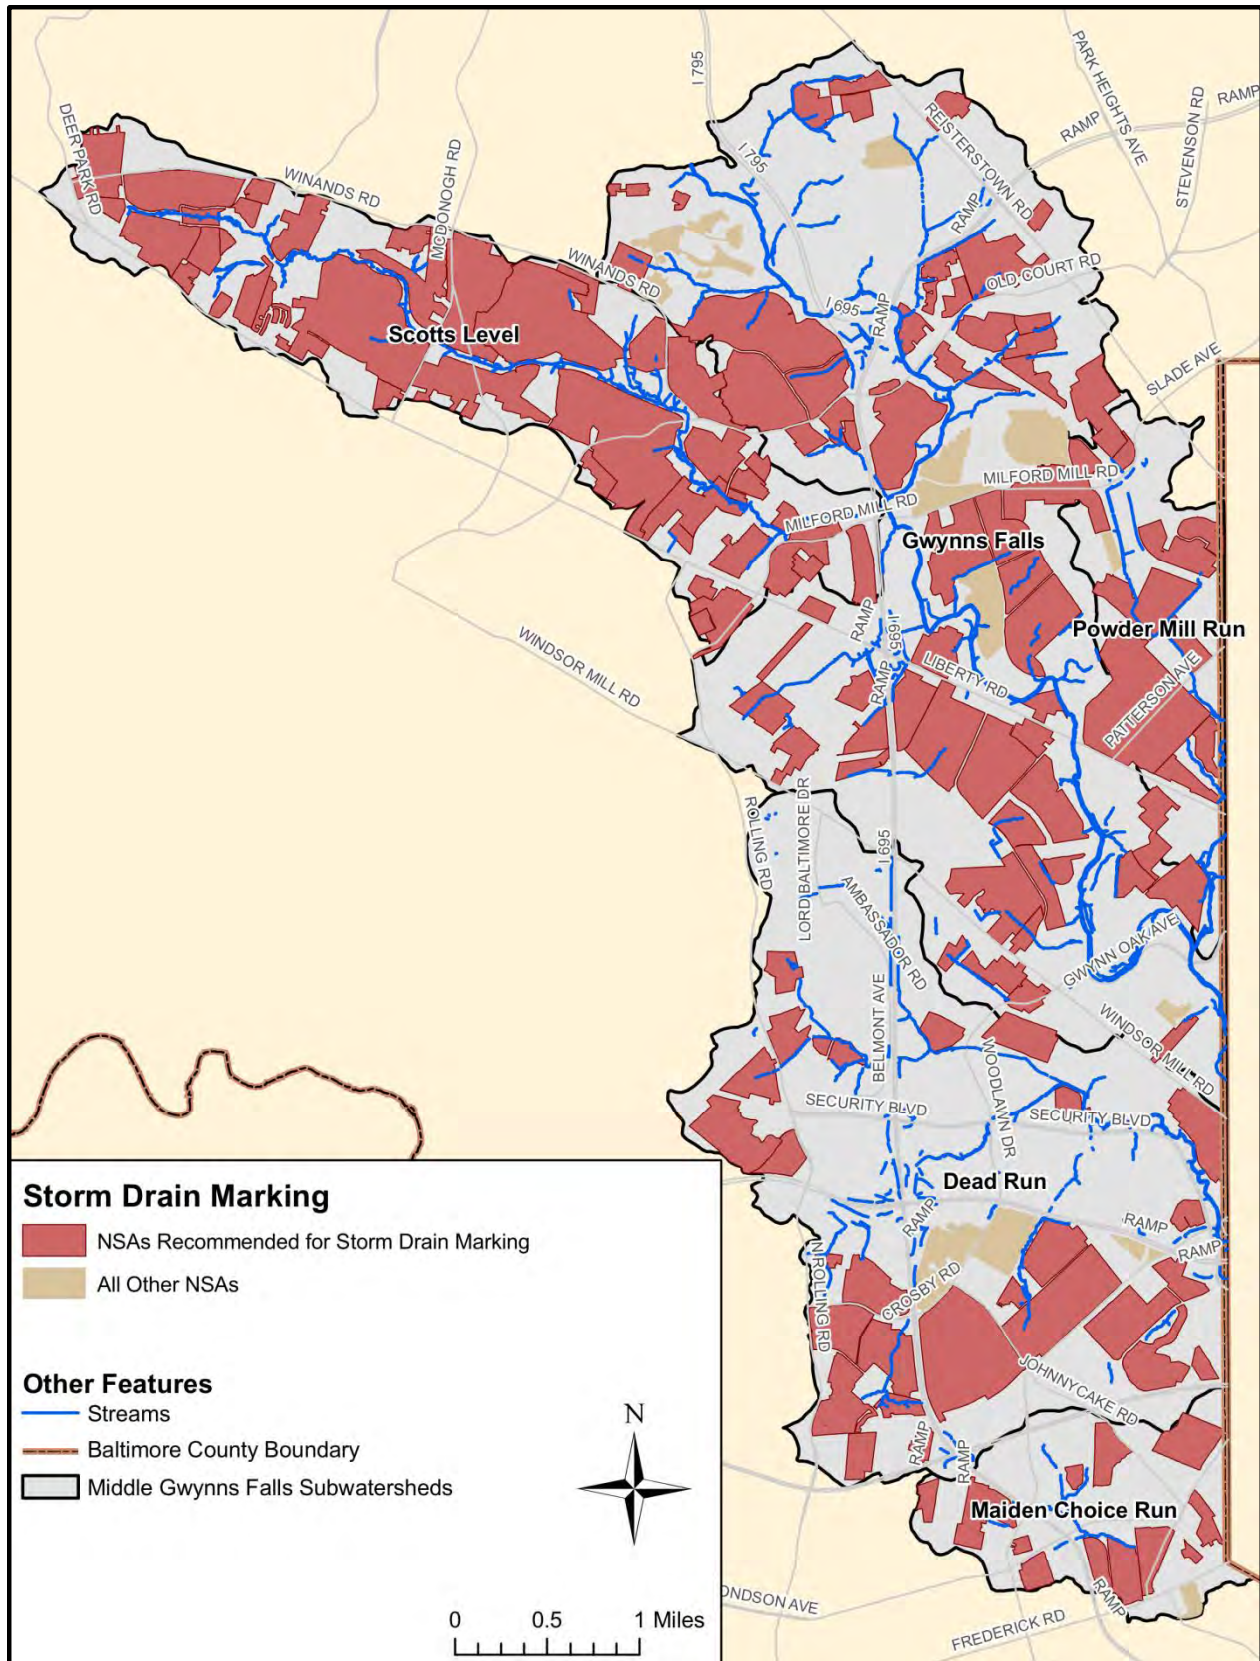 I 795
PARK HEIGHTS AVE
RAMP
STEVENSON RD
RAMP
REISTERSTOWN RD
DEER PARK RD
I 795
WINANDS RD
MCDONOGH RD
RAMP
WINANDS RD
OLD COURT RD
I 695
RAMP
Scotts Level
SLADE AVE
MILFORD MILL RD
MILFORD MILL RD
Gwynns Falls
RAMP
I 695
Powder Mill Run
WINDSOR MILL RD
RAMP
LIBERTY RD
PATTERSON AVE
ROLLING RD
LORD BALTIMORE DR
I 695
AMBASSADOR RD
GWYNN OAK AVE
BELMONT AVE
WINDSOR MILL RD
WOODLAWN DR
SECURITY BLVD
SECURITY BLVD
Dead Run
RAMP
RAMP
RAMP
N ROLLING RD
CROSBY RD
JOHNNYCAKE RD
RAMP
RAMP
Maiden Choice Run
RAMP
ONDSON AVE
FREDERICK RD
Storm Drain Marking
NSAs Recommended for Storm Drain Marking
All Other NSAs
Other Features
Streams
Baltimore County Boundary
Middle Gwynns Falls Subwatersheds
N
0 0.5 1 Miles